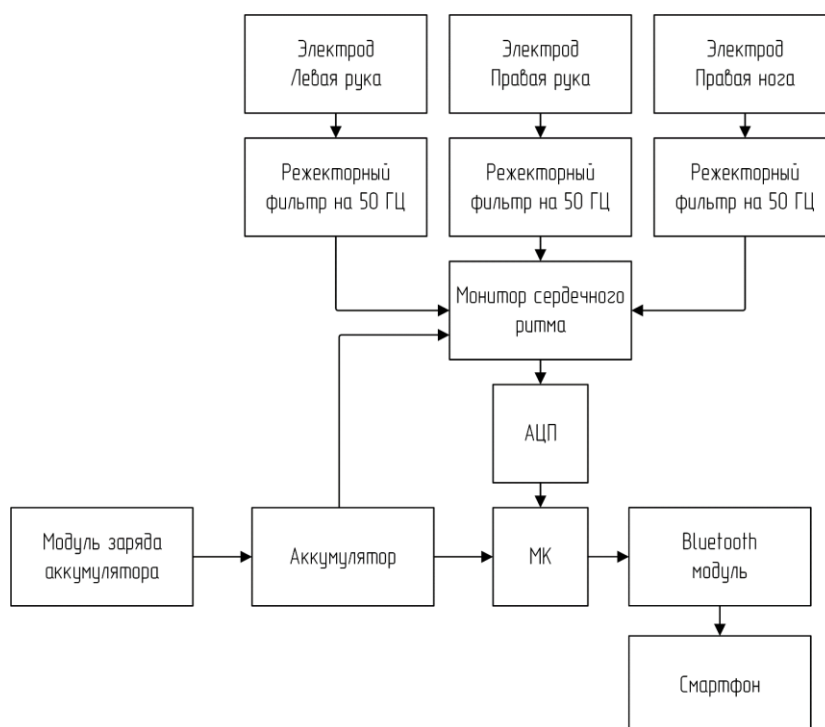 Электрод
Левая рука
Электрод
Правая рука
Электрод
Правая нога
Режекторный
фильтр на 50 ГЦ
Режекторный
фильтр на 50 ГЦ
Режекторный
фильтр на 50 ГЦ
Монитор сердечного
ритма
АЦП
Модуль заряда
аккумулятора
Аккумулятор
МК
Bluetooth
модуль
Смартфон